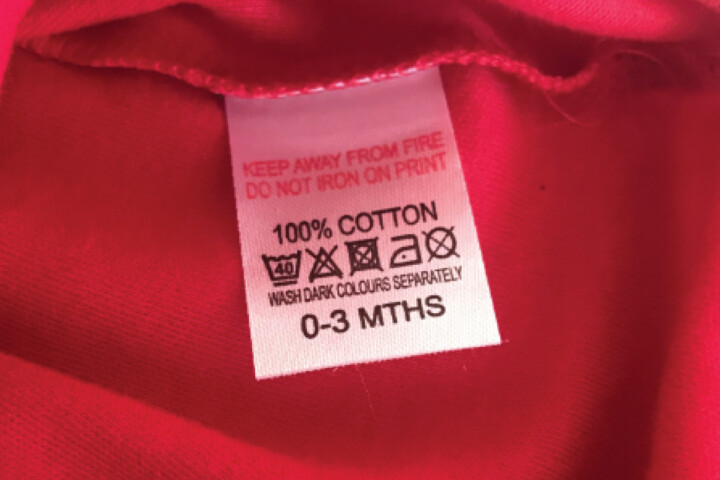 KEEP AWAY FROM FIRE
DO NOT IRON ON PRINT
100% COTTON
40
WASH DARK COLOURS SEPARATELY
0-3 MTHS